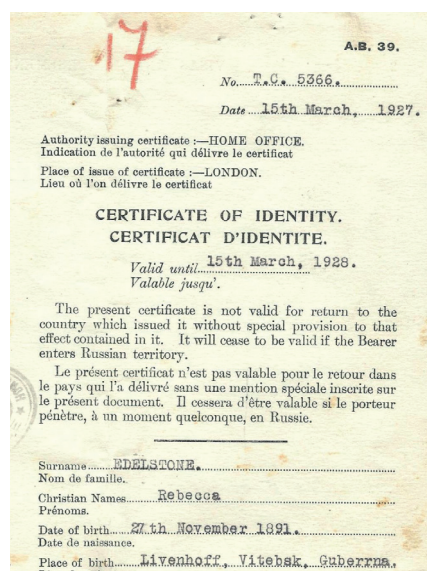 17
A.B. 39.
No. T.C. 5366.
Date 15th March, 1927.
Authority issuing certificate :—HOME OFFICE.
Indication de l'autorité qui délivre le certificat
Place of issue of certificate :—LONDON.
Lieu où l'on délivre le certificat
CERTIFICATE OF IDENTITY.
CERTIFICAT D'IDENTITE.
Valid until 15th March, 1928.
Valable jusqu'.
The present certificate is not valid for return to the
country which issued it without special provision to that
effect contained in it. It will cease to be valid if the Bearer
enters Russian territory.
Le présent certificat n'est pas valable pour le retour dans
le pays qui l'a délivré sans une mention spéciale inscrite sur
le présent document. Il cessera d'être valable si le porteur
pénètre, à un moment quelconque, en Russie.
Surname EDELSTONE.
Nom de famille.
Christian Names Rebecca
Prénoms.
Date of birth 27th November 1891.
Date de naissance.
Place of birth Livenhoff, Vitebsk, Guberrna.